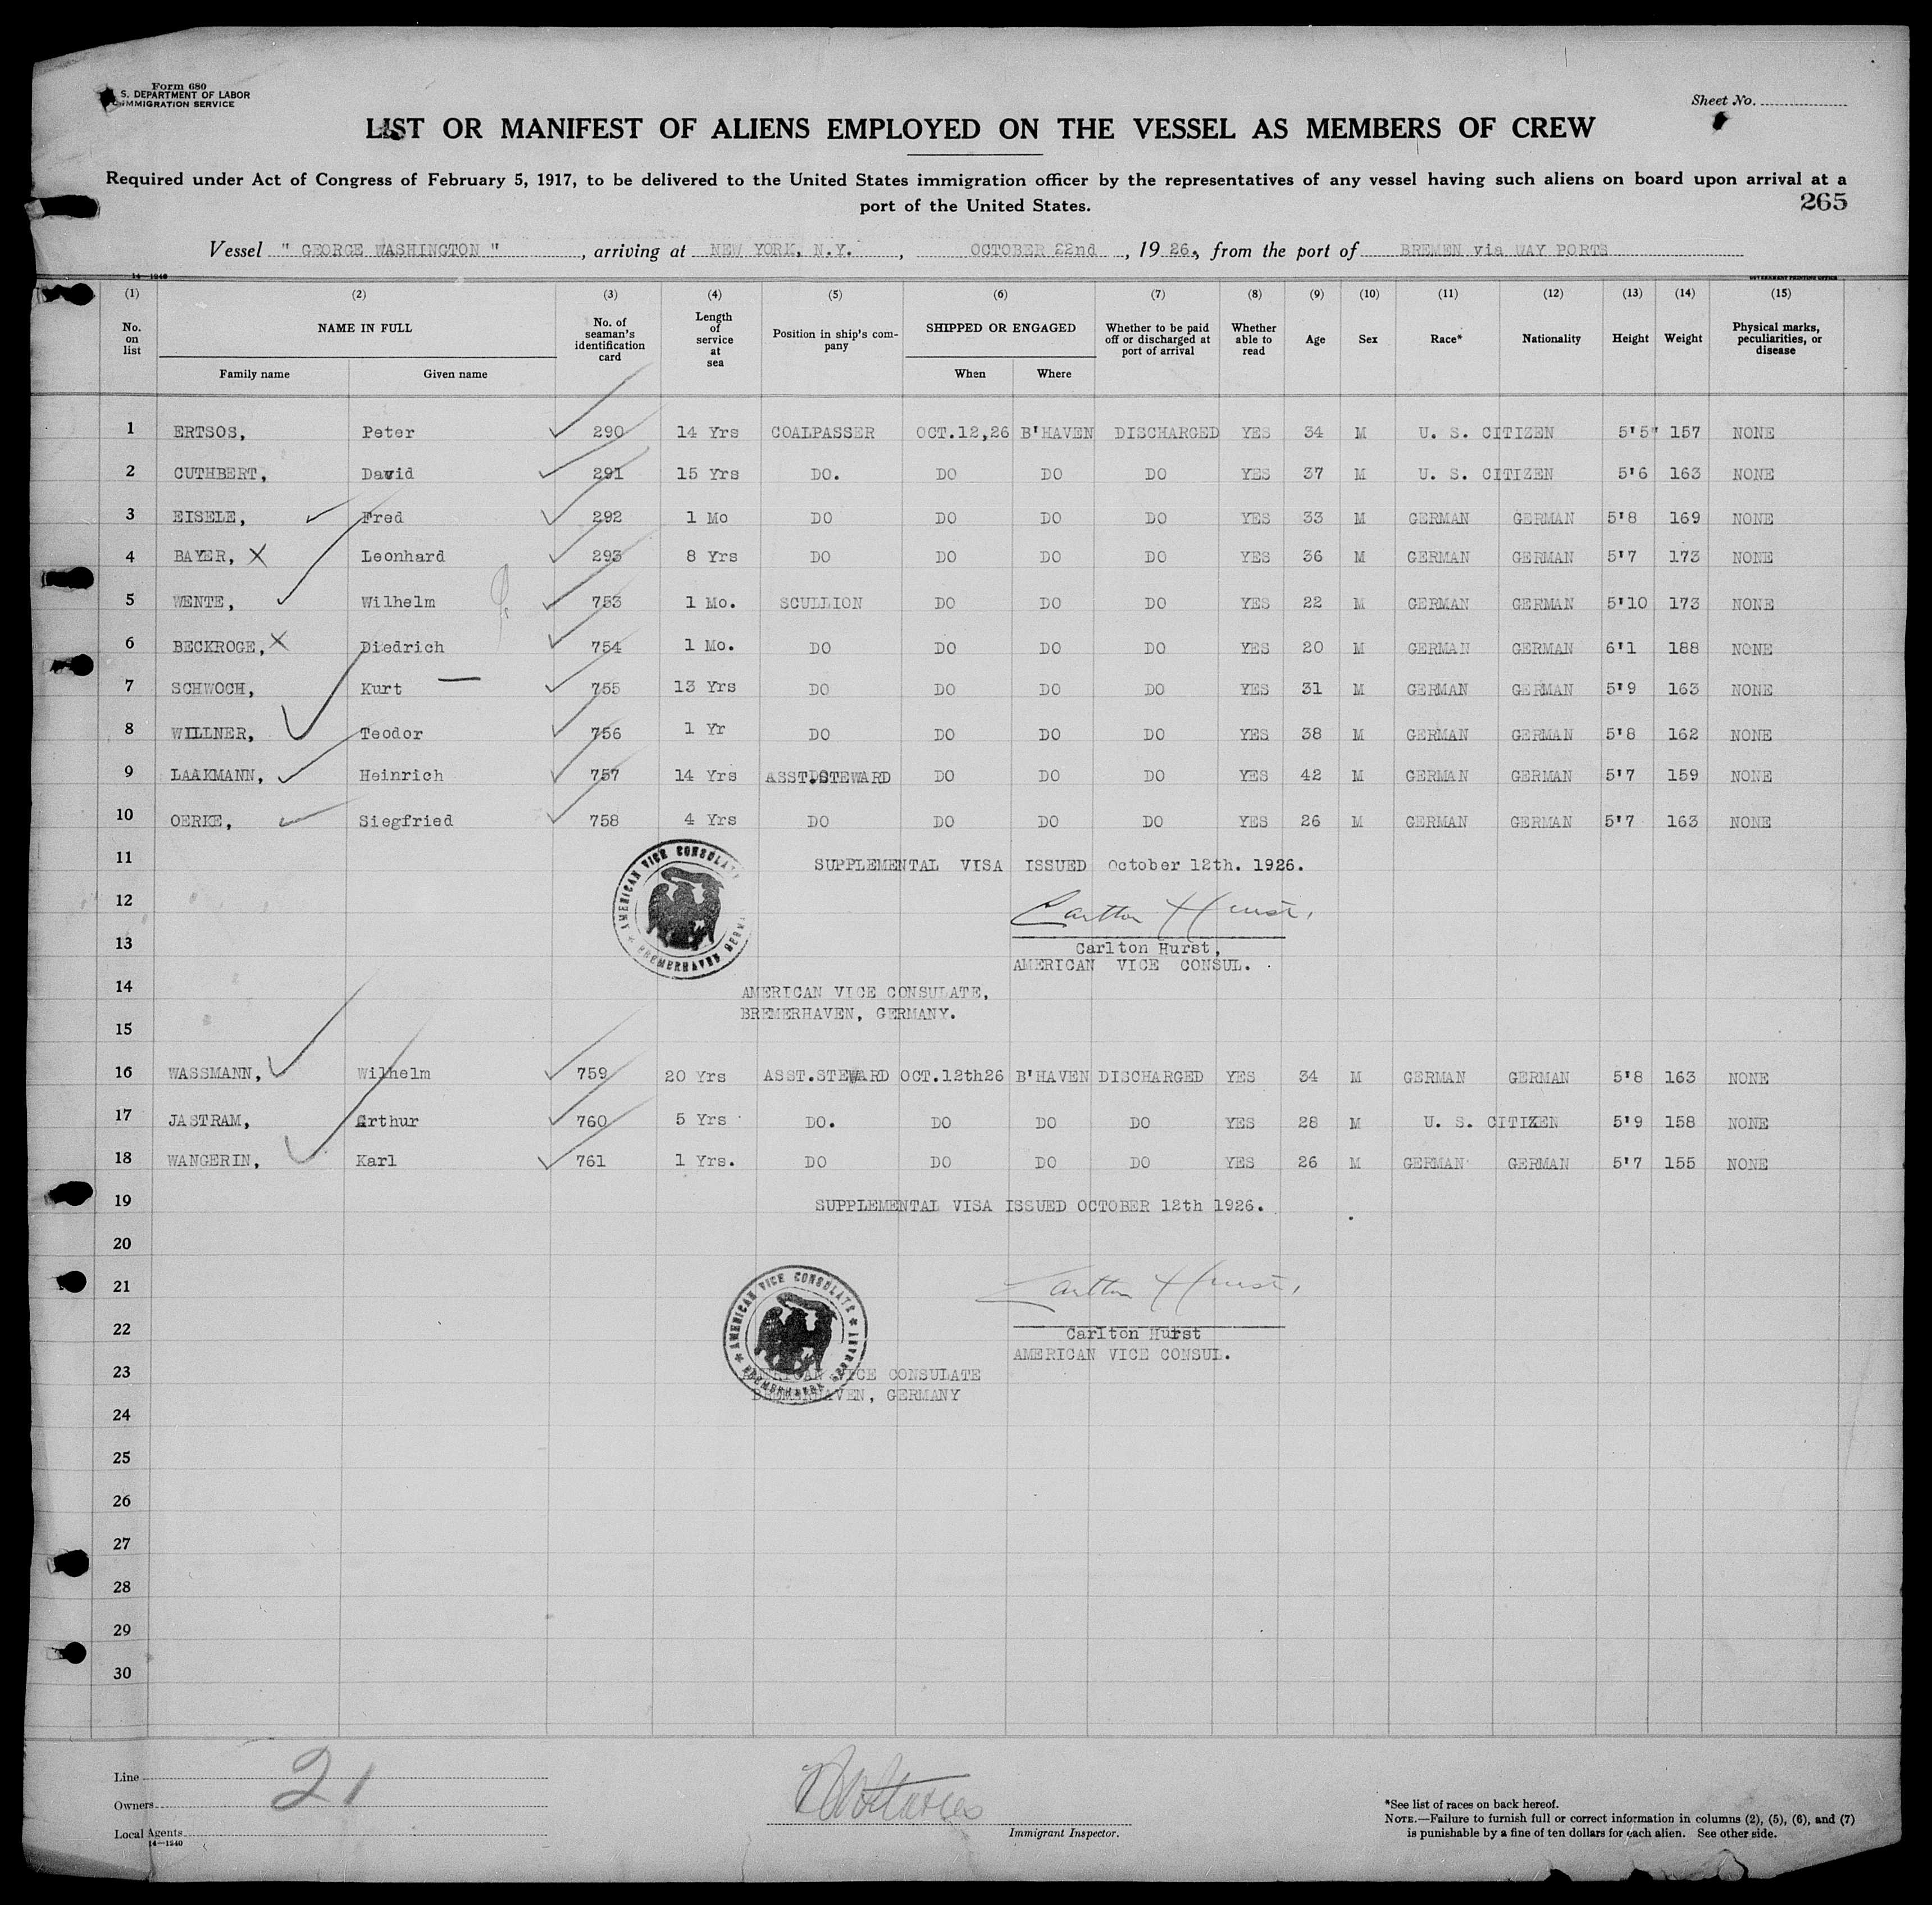 Form 680
S. DEPARTMENT OF LABOR
IMMIGRATION SERVICE
Sheet No.
LIST OR MANIFEST OF ALIENS EMPLOYED ON THE VESSEL AS MEMBERS OF CREW
Required under Act of Congress of February 5, 1917, to be delivered to the United States immigration officer by the representatives of any vessel having such aliens on board upon arrival at a
port of the United States.
265
Vessel " GEORGE WASHINGTON ", arriving at NEW YORK, N.Y., OCTOBER 22nd, 1926, from the port of BREMEN via WAY PORTS
14—1240
GOVERNMENT PRINTING OFFICE
(1) (2) (3) (4) (5) (6) (7) (8) (9) (10) (11) (12) (13) (14) (15)
No. on list NAME IN FULL Family name Given name No. of seaman's identification card Length of service at sea Position in ship's company SHIPPED OR ENGAGED When Where Whether to be paid off or discharged at port of arrival Whether able to read Age Sex Race* Nationality Height Weight Physical marks, peculiarities, or disease
1 ERTSOS, Peter 290 14 Yrs COALPASSER OCT.12,26 B'HAVEN DISCHARGED YES 34 M U. S. CITIZEN 5'5" 157 NONE
2 CUTHBERT, David 291 15 Yrs DO. DO DO DO YES 37 M U. S. CITIZEN 5'6 163 NONE
3 EISELE, Fred 292 1 Mo DO DO DO DO YES 33 M GERMAN GERMAN 5'8 169 NONE
4 BAYER, X Leonhard 293 8 Yrs DO DO DO DO YES 36 M GERMAN GERMAN 5'7 173 NONE
5 WENTE, Wilhelm 753 1 Mo. SCULLION DO DO DO YES 22 M GERMAN GERMAN 5'10 173 NONE
6 BECKROGE, X Diedrich 754 1 Mo. DO DO DO DO YES 20 M GERMAN GERMAN 6'1 188 NONE
7 SCHWOCH, Kurt 755 13 Yrs DO DO DO DO YES 31 M GERMAN GERMAN 5'9 163 NONE
8 WILLNER, Teodor 756 1 Yr DO DO DO DO YES 38 M GERMAN GERMAN 5'8 162 NONE
9 LAAKMANN, Heinrich 757 14 Yrs ASST.STEWARD DO DO DO YES 42 M GERMAN GERMAN 5'7 159 NONE
10 OERKE, Siegfried 758 4 Yrs DO DO DO DO YES 26 M GERMAN GERMAN 5'7 163 NONE
11 SUPPLEMENTAL VISA ISSUED October 12th. 1926.
AMERICAN VICE CONSULATE BREMERHAVEN GERMA
12 Carlton Hurst,
13 Carlton Hurst,
AMERICAN VICE CONSUL.
14 AMERICAN VICE CONSULATE,
BREMERHAVEN, GERMANY.
15
16 WASSMANN, Wilhelm 759 20 Yrs ASST.STEWARD OCT.12th26 B'HAVEN DISCHARGED YES 34 M GERMAN GERMAN 5'8 163 NONE
17 JASTRAM, Arthur 760 5 Yrs DO. DO DO DO YES 28 M U. S. CITIZEN 5'9 158 NONE
18 WANGERIN, Karl 761 1 Yrs. DO DO DO DO YES 26 M GERMAN GERMAN 5'7 155 NONE
19 SUPPLEMENTAL VISA ISSUED OCTOBER 12th 1926.
20
AMERICAN VICE CONSULATE BREMERHAVEN
21 Carlton Hurst,
22 Carlton Hurst
AMERICAN VICE CONSUL.
23 AMERICAN VICE CONSULATE
BREMERHAVEN, GERMANY
24
25
26
27
28
29
30
Line
21
Owners
Local Agents
14—1240
Immigrant Inspector.
*See list of races on back hereof.
NOTE.—Failure to furnish full or correct information in columns (2), (5), (6), and (7)
is punishable by a fine of ten dollars for each alien. See other side.